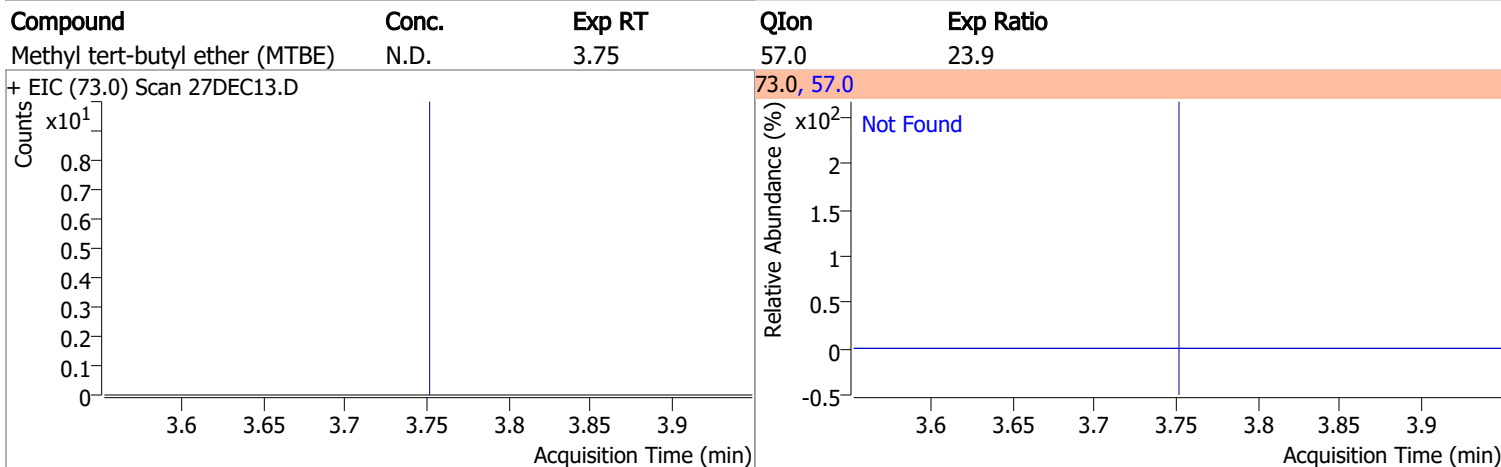 Compound Conc. Exp RT QIon Exp Ratio
Methyl tert-butyl ether (MTBE) N.D. 3.75 57.0 23.9
+ EIC (73.0) Scan 27DEC13.D
Counts
x10¹
0.8
0.7
0.6
0.5
0.4
0.3
0.2
0.1
0
3.6 3.65 3.7 3.75 3.8 3.85 3.9
Acquisition Time (min)
73.0, 57.0
Relative Abundance (%)
x10²
Not Found
2
1.5
1
0.5
0
-0.5
3.6 3.65 3.7 3.75 3.8 3.85 3.9
Acquisition Time (min)